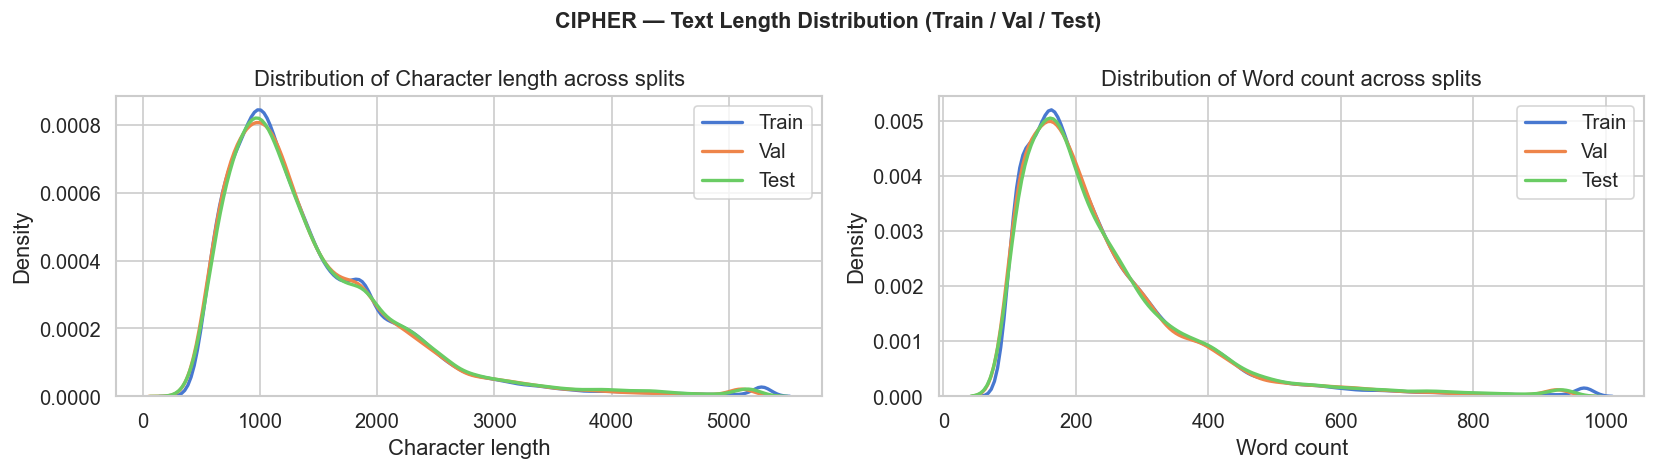 CIPHER — Text Length Distribution (Train / Val / Test)
Distribution of Character length across splits
Density
0.0008
0.0006
0.0004
0.0002
0.0000
0 1000 2000 3000 4000 5000
Character length
Train
Val
Test
Distribution of Word count across splits
Density
0.005
0.004
0.003
0.002
0.001
0.000
0 200 400 600 800 1000
Word count
Train
Val
Test